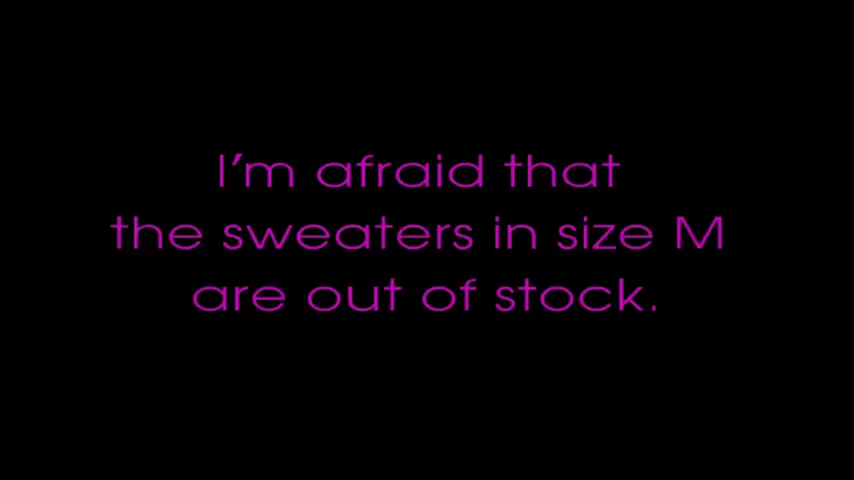 I'm afraid that
the sweaters in size M
are out of stock.